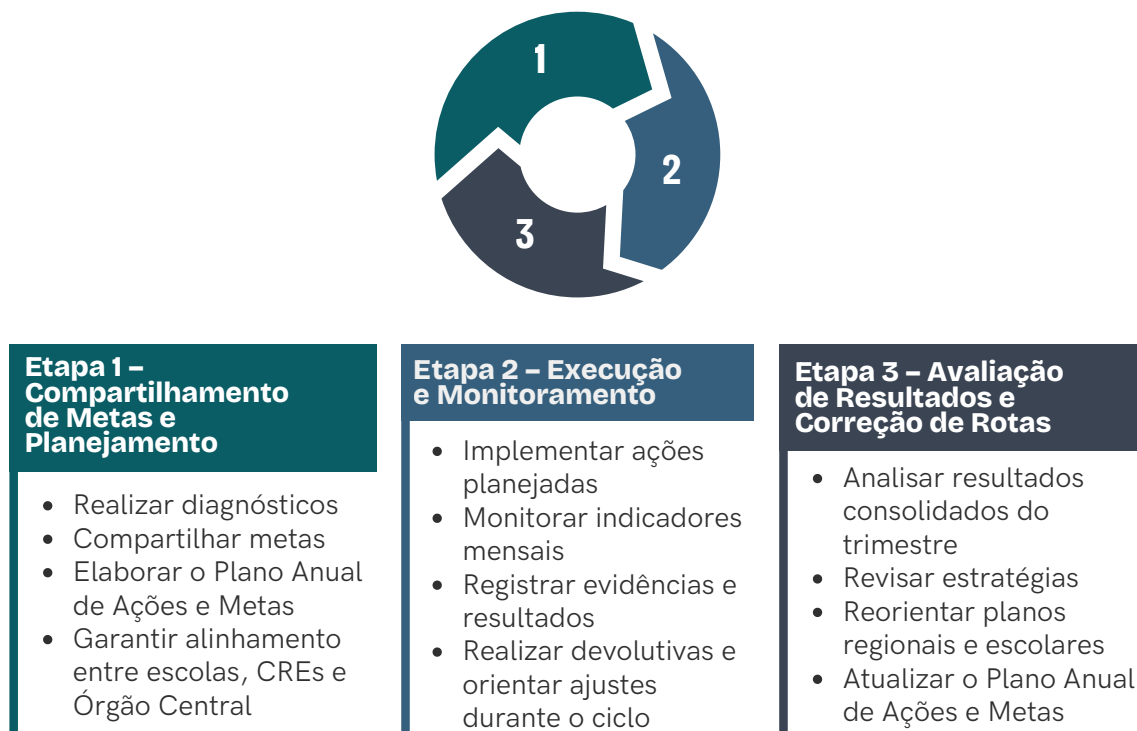 1
2
3
Etapa 1 –
Compartilhamento
de Metas e
Planejamento
• Realizar diagnósticos
• Compartilhar metas
• Elaborar o Plano Anual
de Ações e Metas
• Garantir alinhamento
entre escolas, CREs e
Órgão Central
Etapa 2 – Execução
e Monitoramento
• Implementar ações
planejadas
• Monitorar indicadores
mensais
• Registrar evidências e
resultados
• Realizar devolutivas e
orientar ajustes
durante o ciclo
Etapa 3 – Avaliação
de Resultados e
Correção de Rotas
• Analisar resultados
consolidados do
trimestre
• Revisar estratégias
• Reorientar planos
regionais e escolares
• Atualizar o Plano Anual
de Ações e Metas